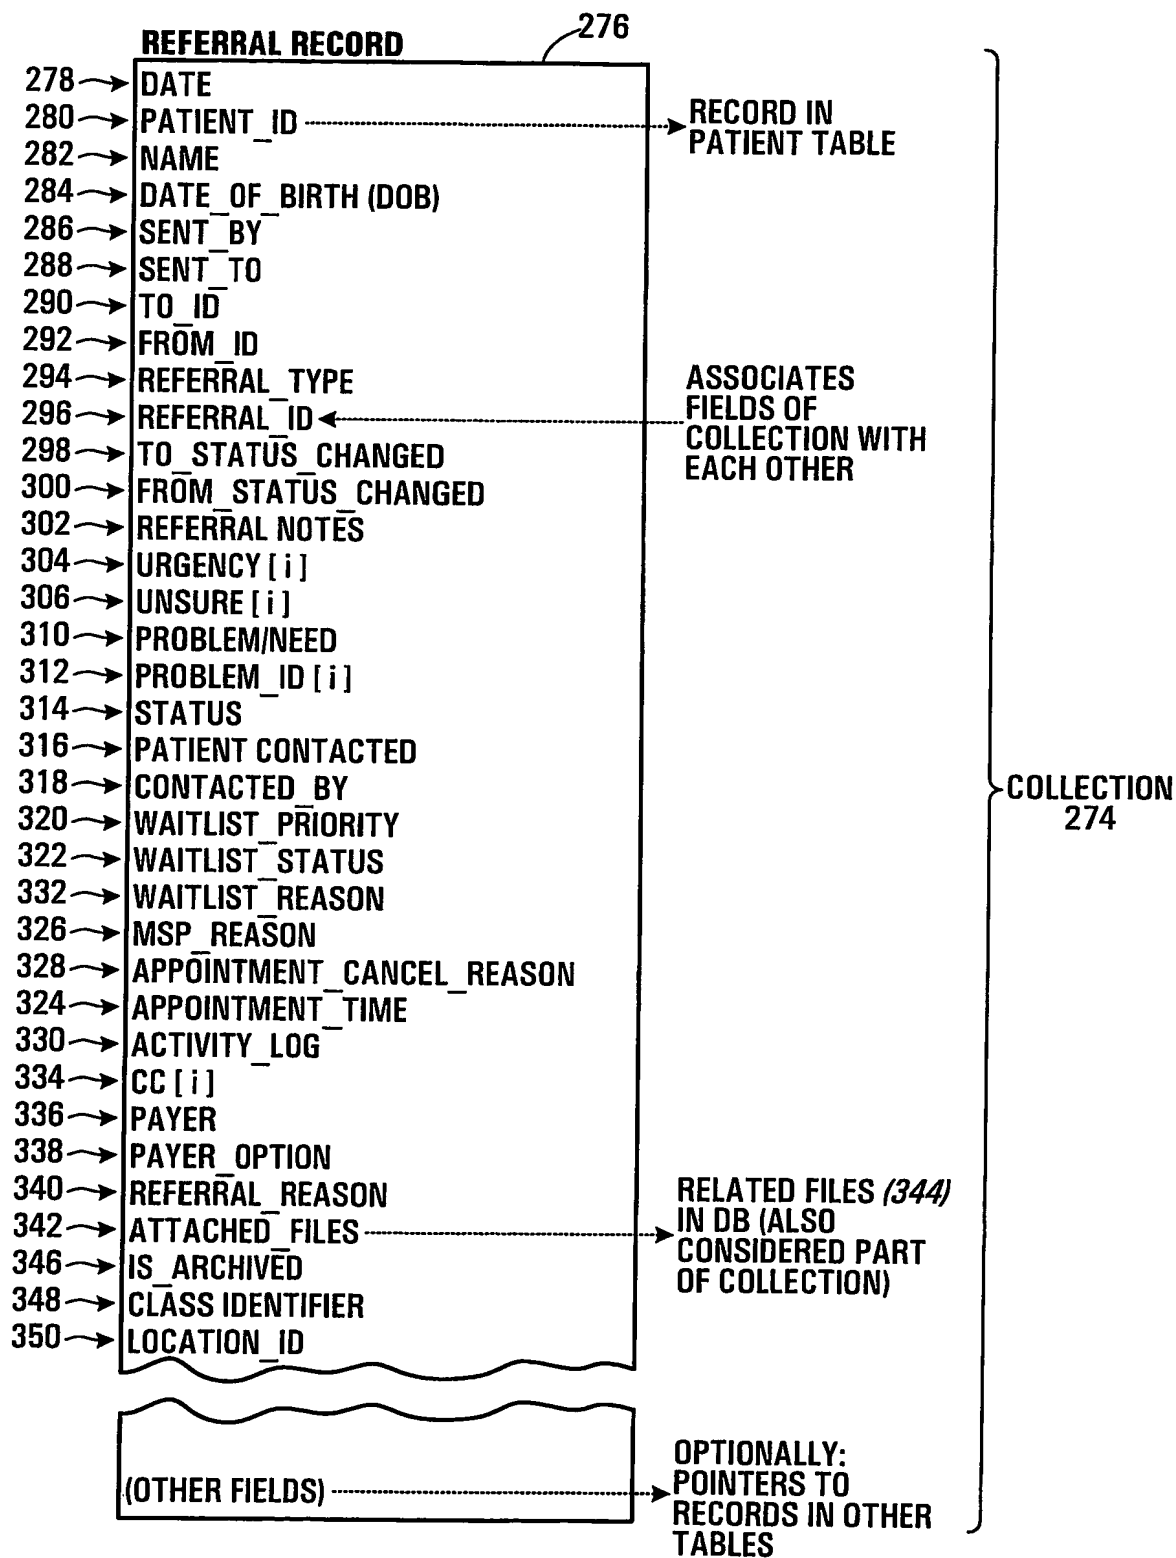 276
REFERRAL RECORD
278 DATE
280 PATIENT_ID
RECORD IN
PATIENT TABLE
282 NAME
284 DATE_OF_BIRTH (DOB)
286 SENT_BY
288 SENT_TO
290 TO_ID
292 FROM_ID
294 REFERRAL_TYPE
296 REFERRAL_ID
ASSOCIATES
FIELDS OF
COLLECTION WITH
EACH OTHER
298 TO_STATUS_CHANGED
300 FROM_STATUS_CHANGED
302 REFERRAL NOTES
304 URGENCY [ i ]
306 UNSURE [ i ]
310 PROBLEM/NEED
312 PROBLEM_ID [ i ]
314 STATUS
316 PATIENT CONTACTED
318 CONTACTED_BY
COLLECTION
274
320 WAITLIST_PRIORITY
322 WAITLIST_STATUS
332 WAITLIST_REASON
326 MSP_REASON
328 APPOINTMENT_CANCEL_REASON
324 APPOINTMENT_TIME
330 ACTIVITY_LOG
334 CC [ i ]
336 PAYER
338 PAYER_OPTION
340 REFERRAL_REASON
342 ATTACHED_FILES
RELATED FILES (344)
IN DB (ALSO
CONSIDERED PART
OF COLLECTION)
346 IS_ARCHIVED
348 CLASS IDENTIFIER
350 LOCATION_ID
(OTHER FIELDS)
OPTIONALLY:
POINTERS TO
RECORDS IN OTHER
TABLES